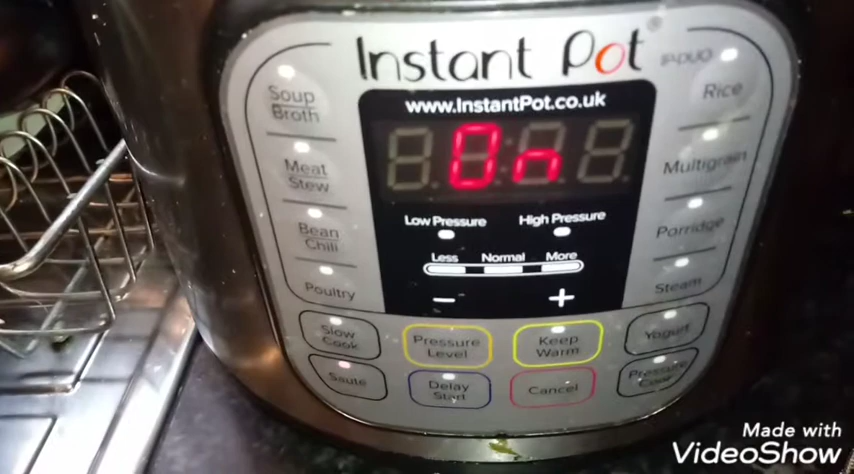 Instant Pot®
IP-DUO
www.InstantPot.co.uk
On
Soup
Broth
Meat
Stew
Bean
Chili
Poultry
Slow
Cook
Saute
Low Pressure
High Pressure
Less
Normal
More
−
+
Pressure
Level
Keep
Warm
Delay
Start
Cancel
Rice
Multigrain
Porridge
Steam
Yogurt
Pressure
Cook
Made with
VideoShow